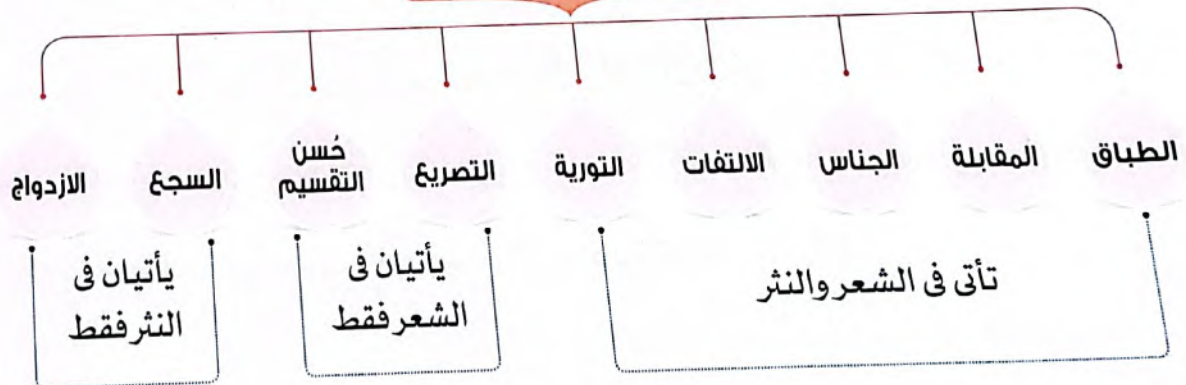 الطباق
المقابلة
الجناس
الالتفات
التورية
التصريع
حُسن
التقسيم
السجع
الازدواج
تأتى فى الشعر والنثر
يأتيان فى
الشعر فقط
يأتيان فى
النثر فقط